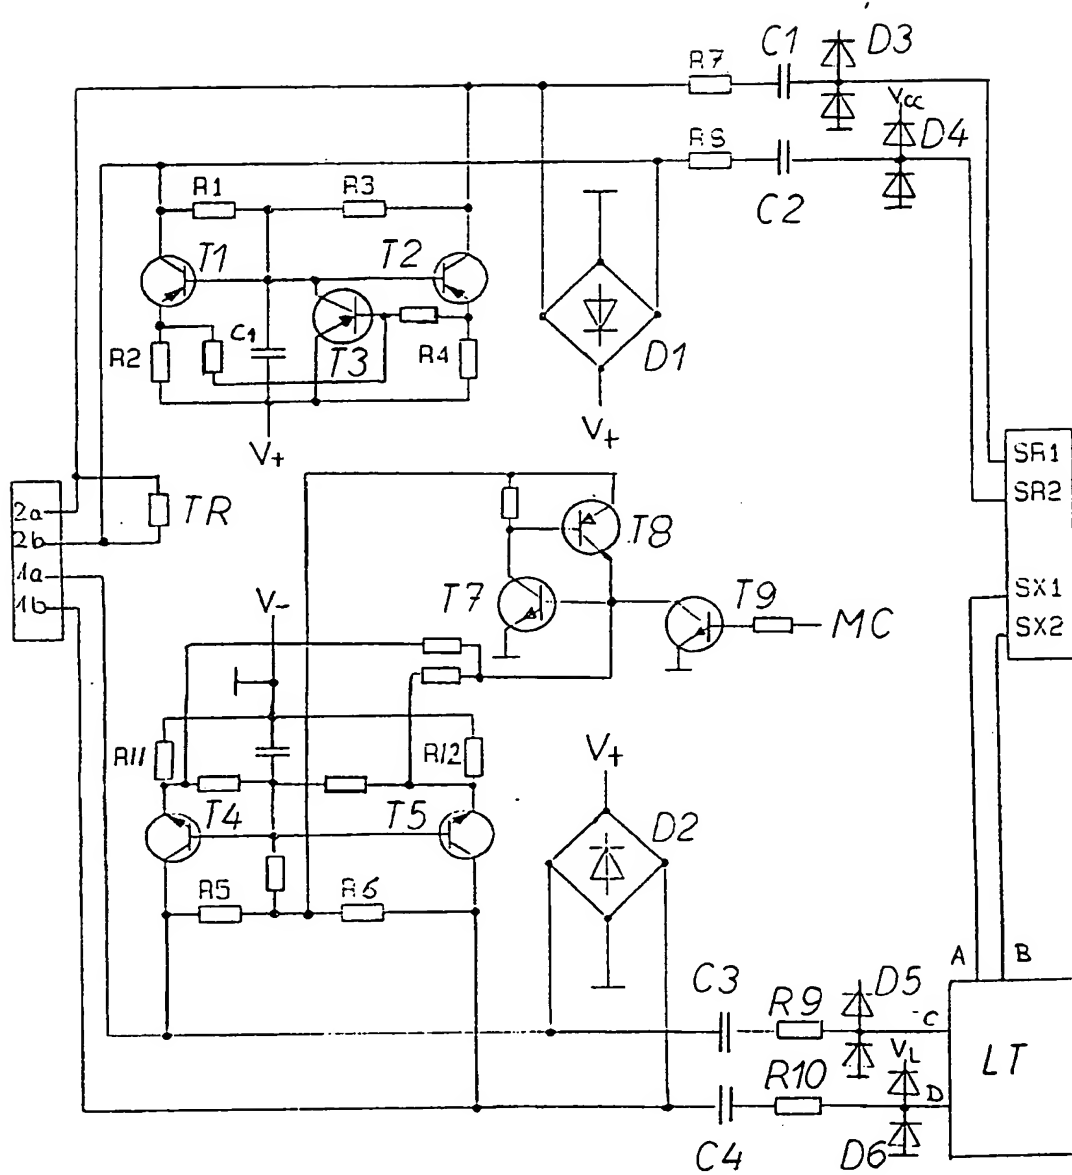 C1
D3
R7
Vcc
D4
R8
C2
R1
R3
T1
T2
C1
R2
T3
R4
D1
V+
V+
SR1
SR2
2a
TR
2b
T8
1a
SX1
T7
T9
1b
V-
MC
SX2
R11
R12
V+
T4
T5
D2
R5
R6
A
B
C3
D5
R9
C
VL
LT
R10
D
C4
D6